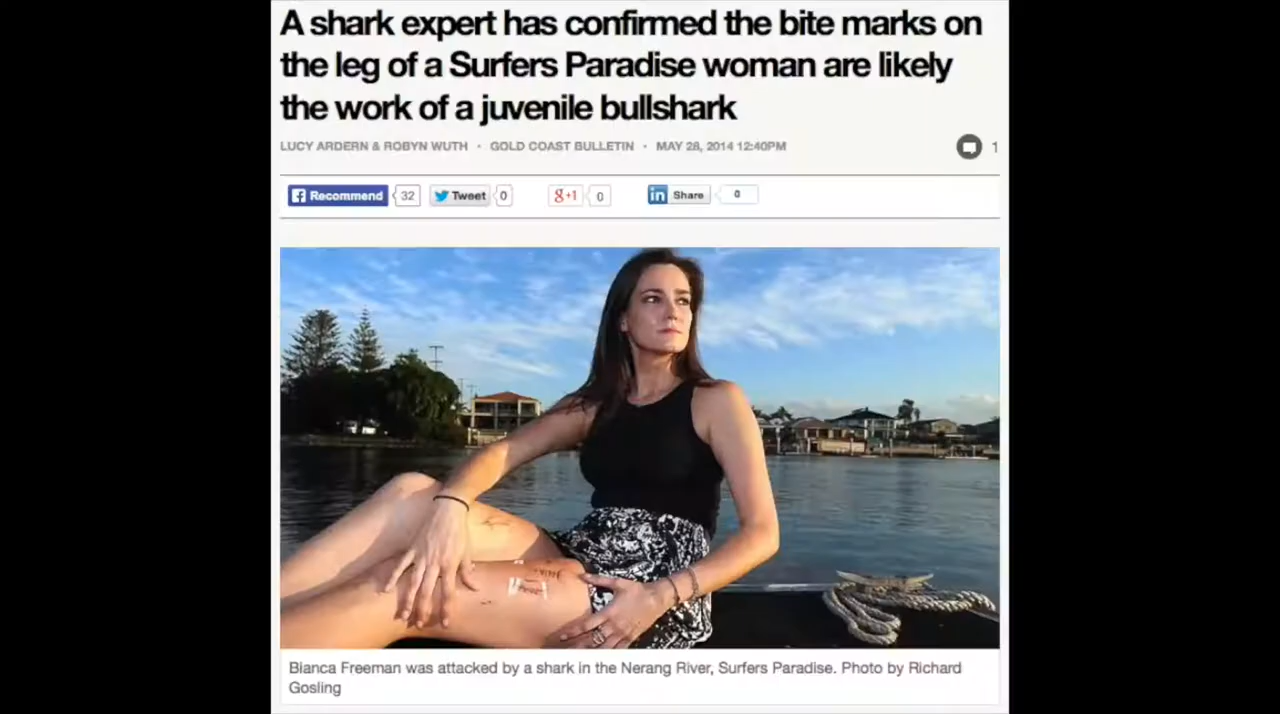 A shark expert has confirmed the bite marks on
the leg of a Surfers Paradise woman are likely
the work of a juvenile bullshark
LUCY ARDERN & ROBYN WUTH · GOLD COAST BULLETIN · MAY 28, 2014 12:40PM 1
Recommend 32 Tweet 0 g+1 0 in Share 0
Bianca Freeman was attacked by a shark in the Nerang River, Surfers Paradise. Photo by Richard
Gosling